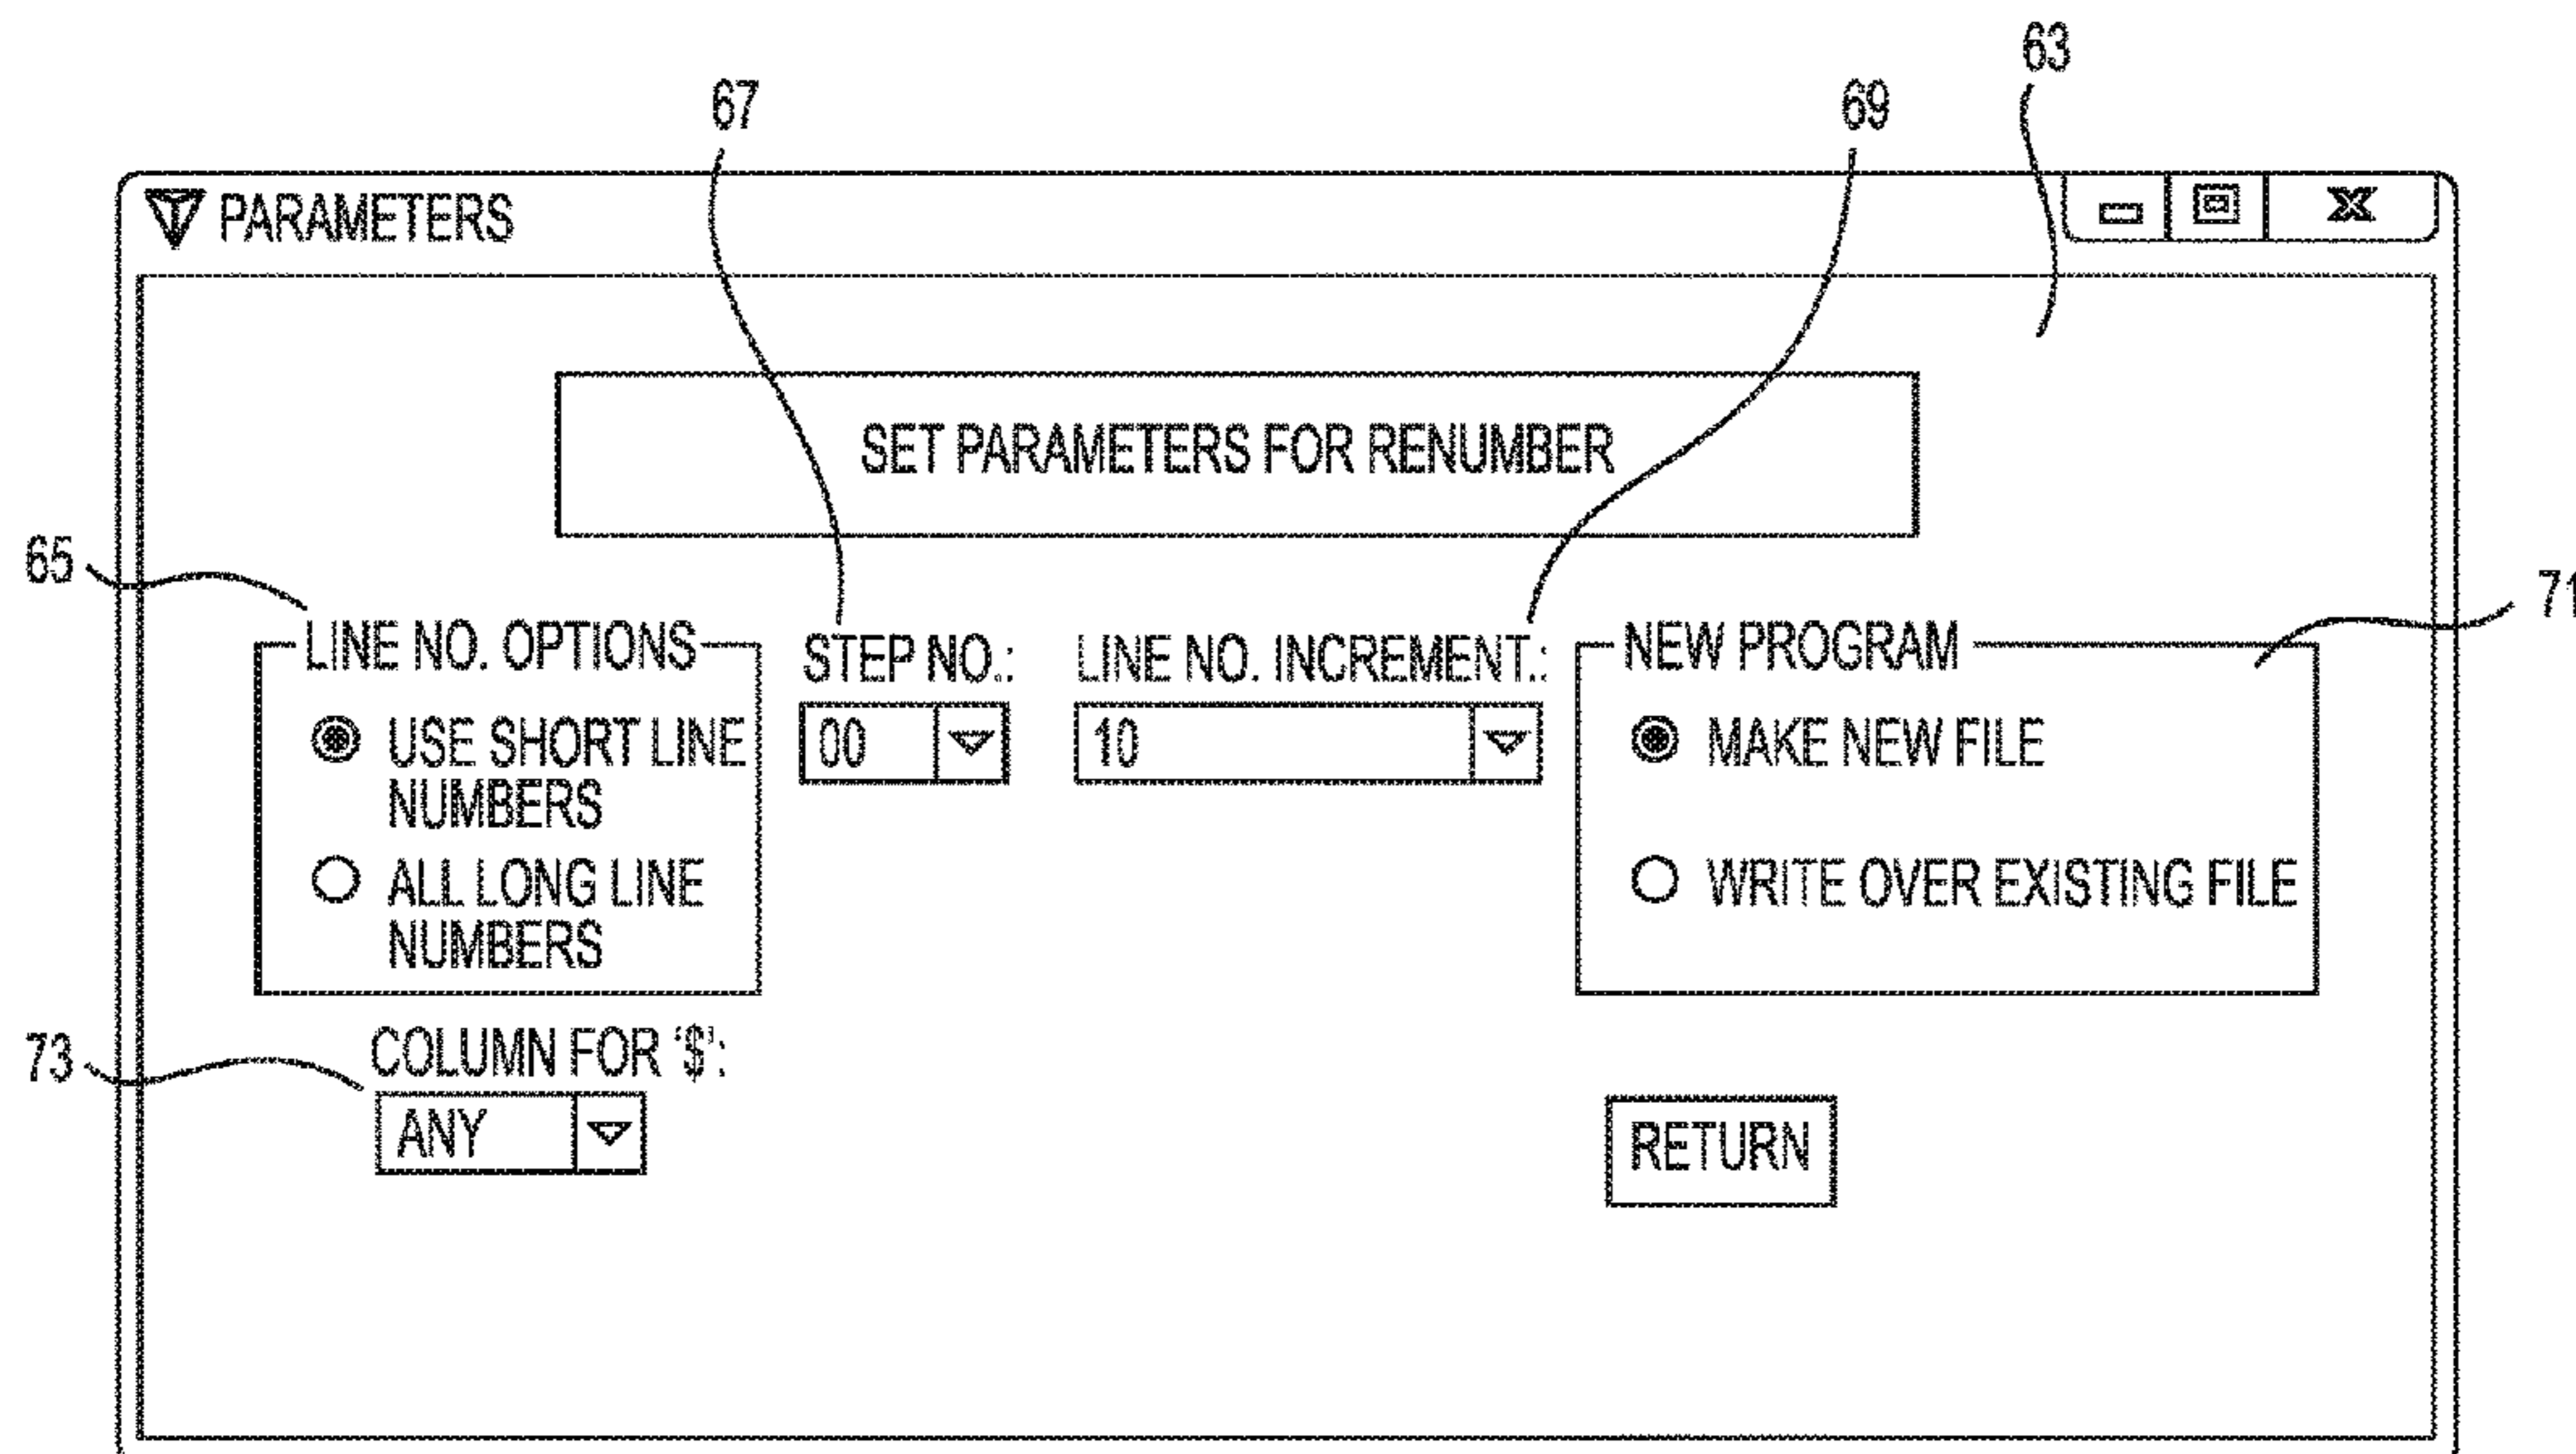 63
67
69
PARAMETERS
X
SET PARAMETERS FOR RENUMBER
65
71
LINE NO. OPTIONS
USE SHORT LINE
NUMBERS
ALL LONG LINE
NUMBERS
STEP NO.:
00
LINE NO. INCREMENT.:
10
NEW PROGRAM
MAKE NEW FILE
WRITE OVER EXISTING FILE
73
COLUMN FOR '$':
ANY
RETURN